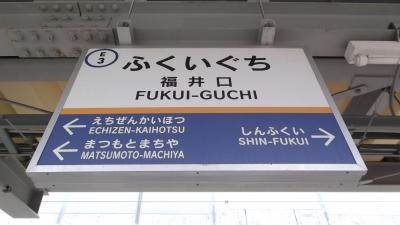 E
3
ふくいぐち
福井口
FUKUI-GUCHI
えちぜんかいほつ
ECHIZEN-KAIHOTSU
まつもとまちや
MATSUMOTO-MACHIYA
しんふくい
SHIN-FUKUI